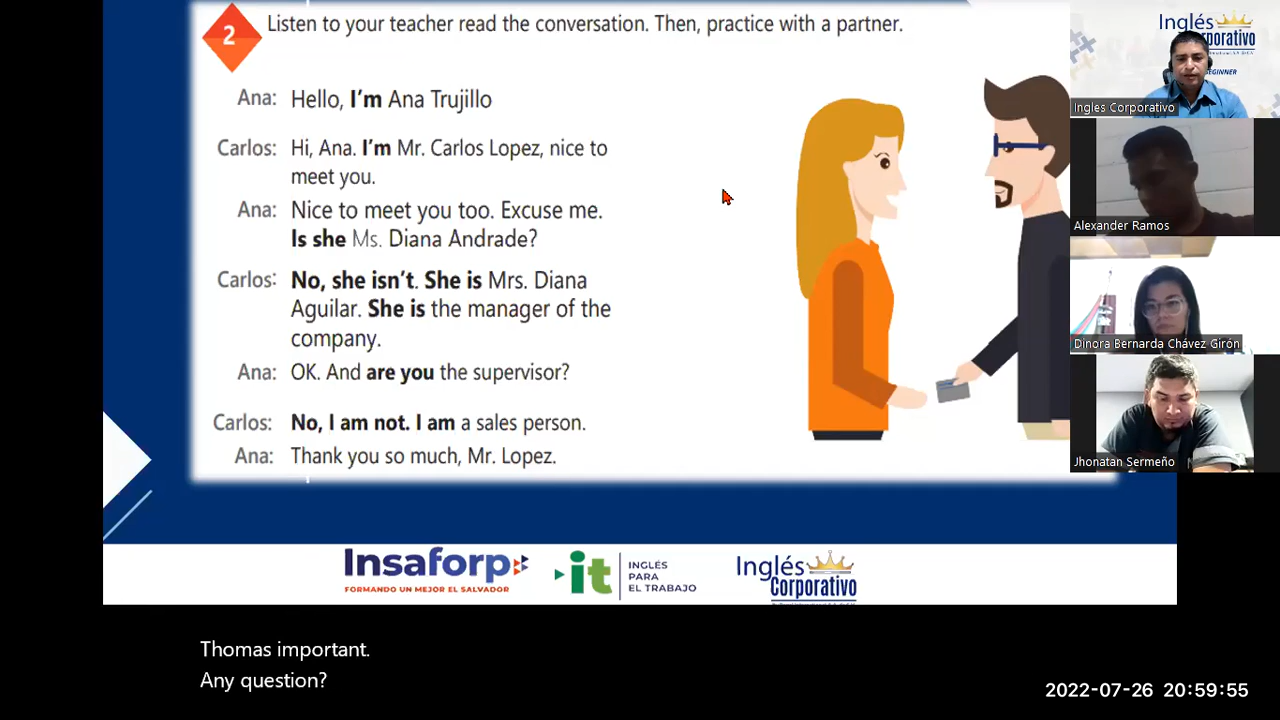 2
Listen to your teacher read the conversation. Then, practice with a partner.
Ana: Hello, I'm Ana Trujillo
Carlos: Hi, Ana. I'm Mr. Carlos Lopez, nice to
meet you.
Ana: Nice to meet you too. Excuse me.
Is she Ms. Diana Andrade?
Carlos: No, she isn't. She is Mrs. Diana
Aguilar. She is the manager of the
company.
Ana: OK. And are you the supervisor?
Carlos: No, I am not. I am a sales person.
Ana: Thank you so much, Mr. Lopez.
Insaforp
FORMANDO UN MEJOR EL SALVADOR
it
INGLÉS
PARA
EL TRABAJO
Inglés
Corporativo
Inglés
orporativo
EGINNER
Ingles Corporativo
Alexander Ramos
Dinora Bernarda Chávez Girón
Jhonatan Sermeño
Thomas important.
Any question?
2022-07-26 20:59:55